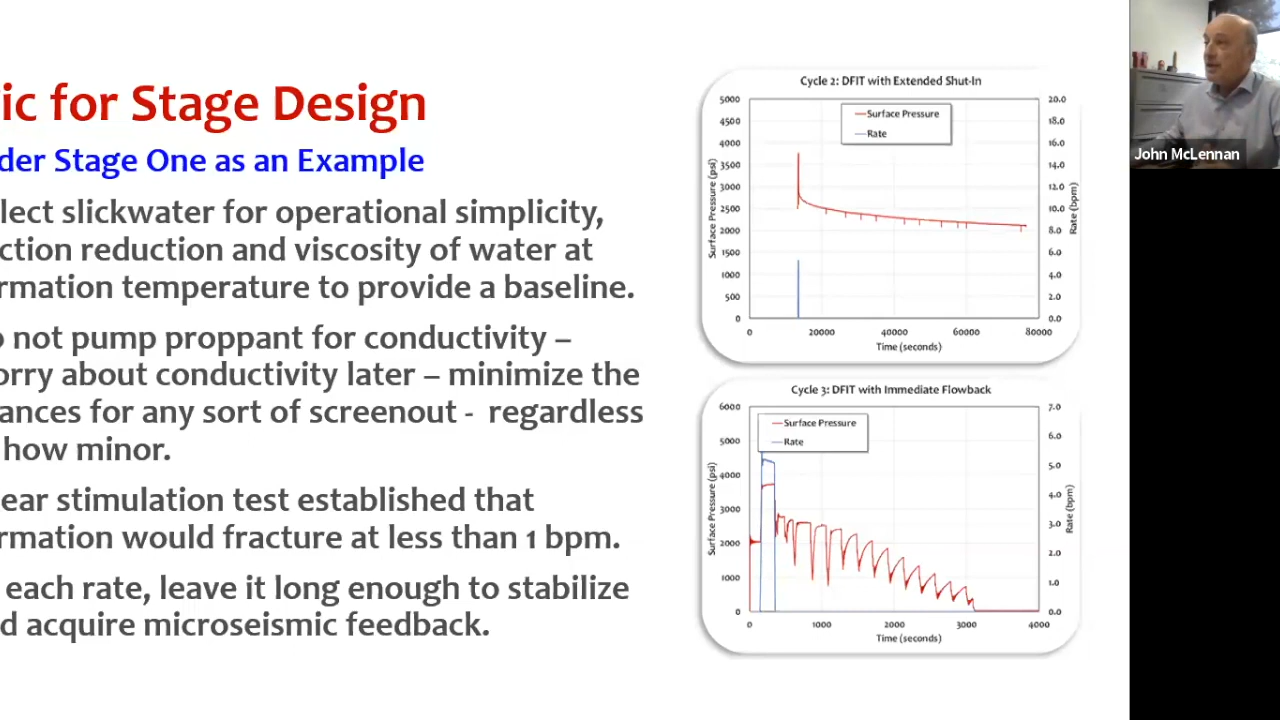 ic for Stage Design
der Stage One as an Example
lect slickwater for operational simplicity,
ction reduction and viscosity of water at
rmation temperature to provide a baseline.
o not pump proppant for conductivity –
orry about conductivity later – minimize the
ances for any sort of screenout - regardless
how minor.
ear stimulation test established that
rmation would fracture at less than 1 bpm.
each rate, leave it long enough to stabilize
d acquire microseismic feedback.
Cycle 2: DFIT with Extended Shut-In
Surface Pressure
Rate
Surface Pressure (psi)
5000
4500
4000
3500
3000
2500
2000
1500
1000
500
0
20.0
18.0
16.0
14.0
12.0
10.0
8.0
6.0
4.0
2.0
0.0
Rate (bpm)
0 20000 40000 60000 80000
Time (seconds)
Cycle 3: DFIT with Immediate Flowback
Surface Pressure
Rate
Surface Pressure (psi)
6000
5000
4000
3000
2000
1000
0
7.0
6.0
5.0
4.0
3.0
2.0
1.0
0.0
Rate (bpm)
0 1000 2000 3000 4000
Time (seconds)
John McLennan